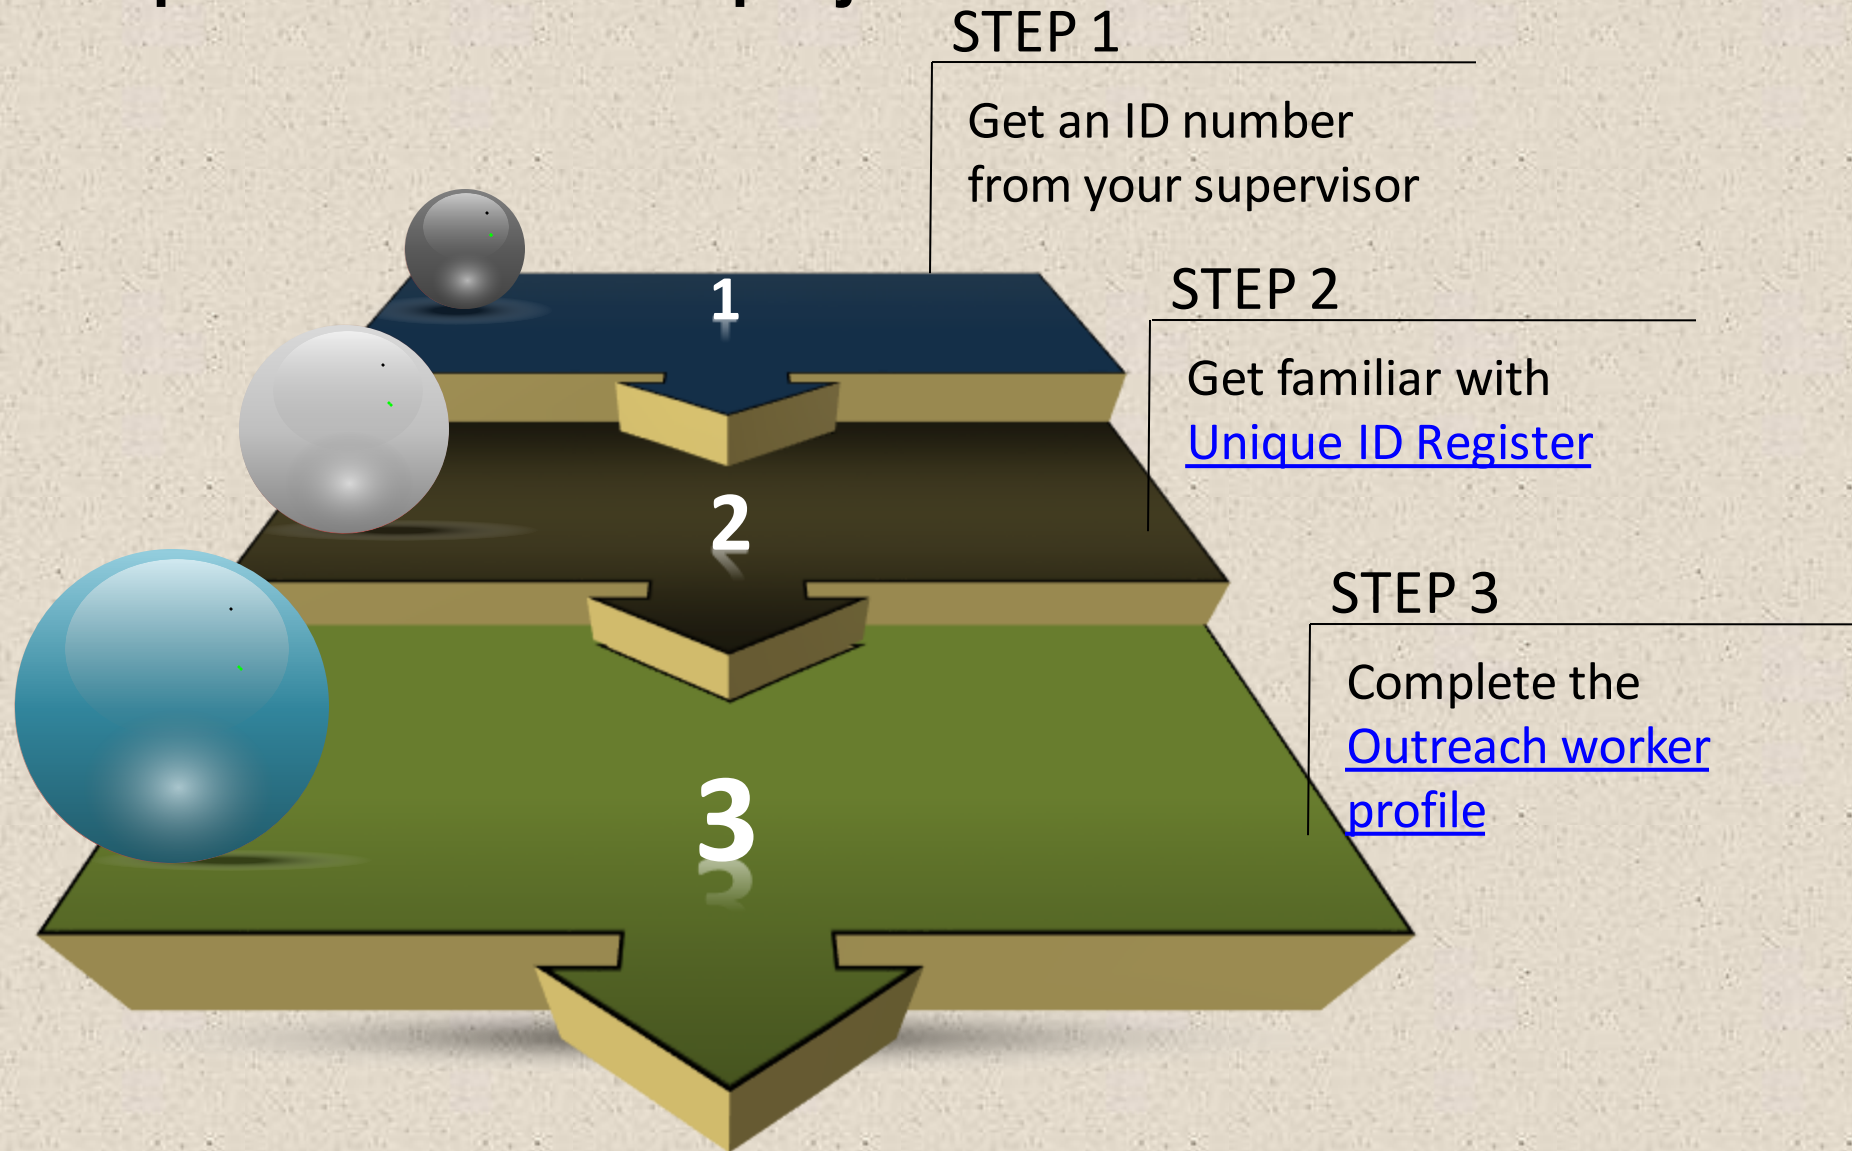 STEP 1
Get an ID number
from your supervisor
1
STEP 2
Get familiar with
Unique ID Register
2
STEP 3
Complete the
Outreach worker
profile
3